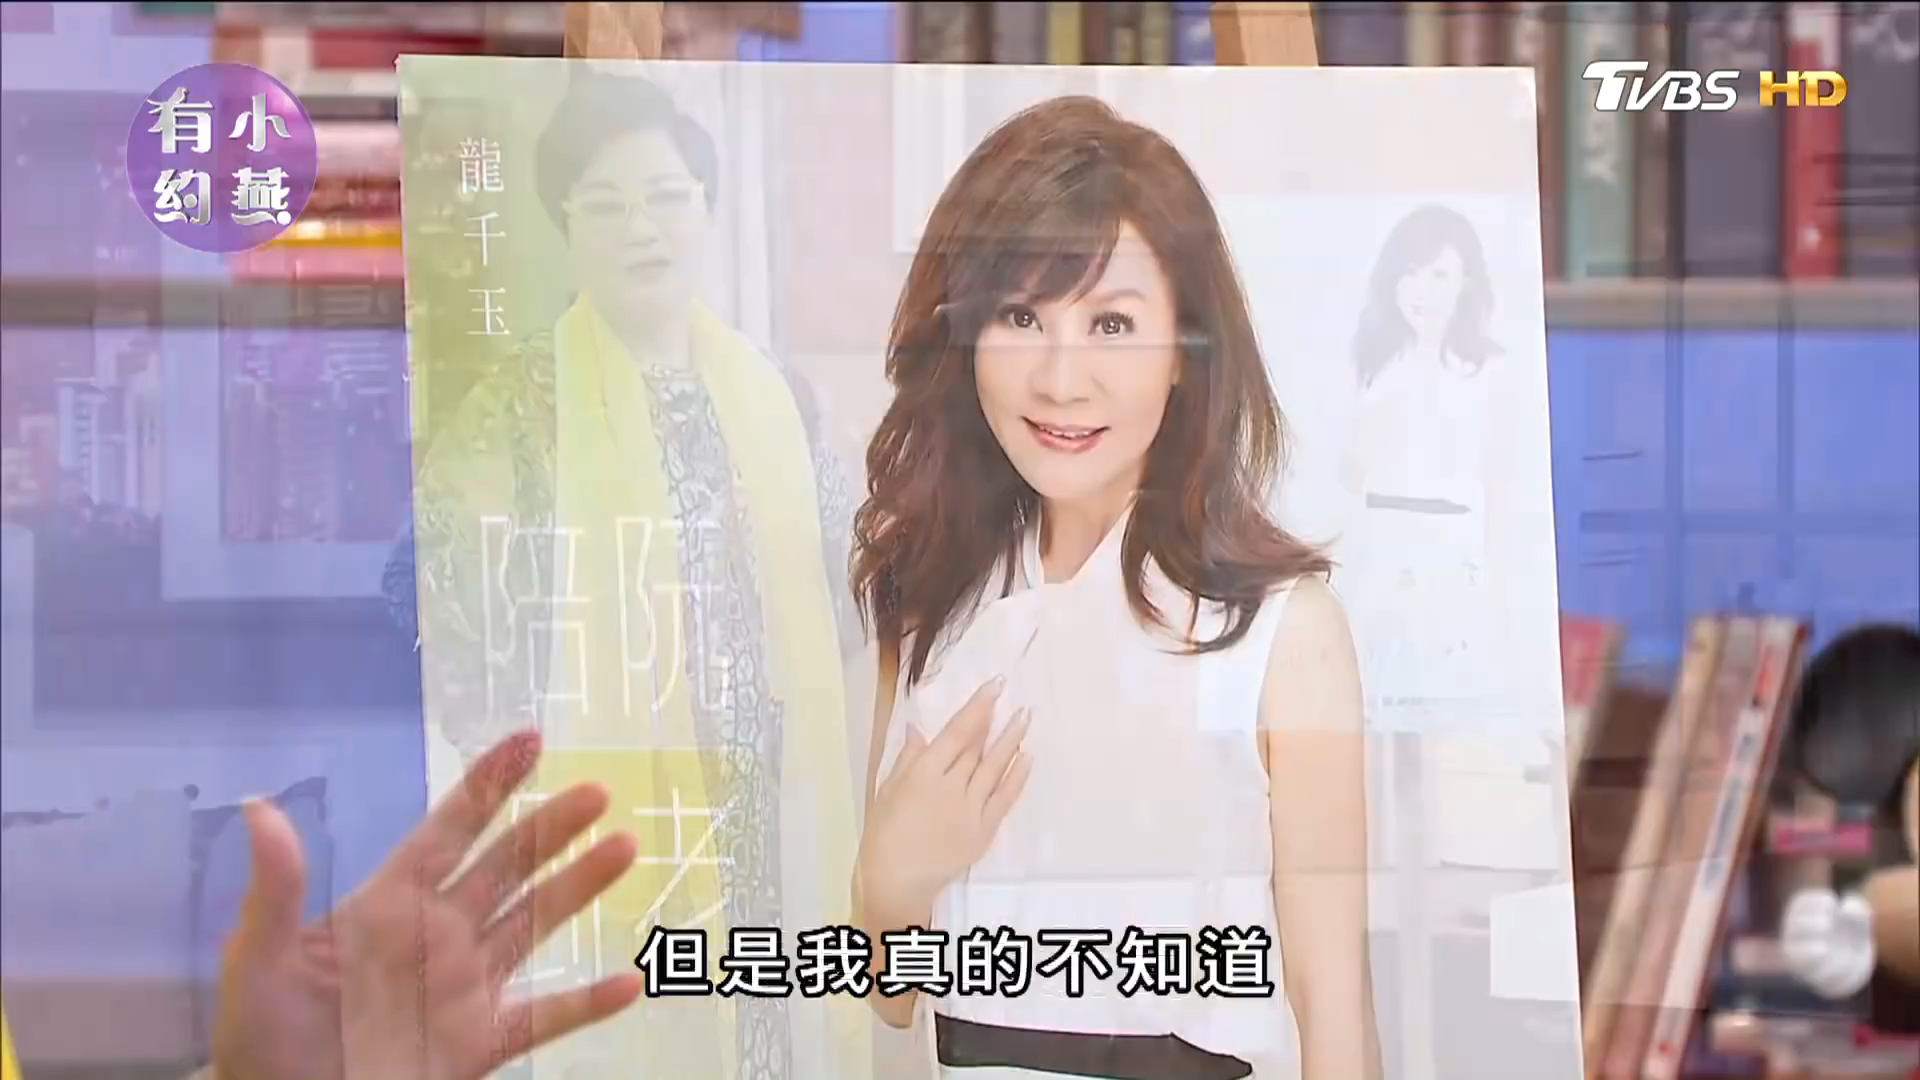 小燕
有約
TVBS HD
龍千玉
阮
陪
老
到
但是我真的不知道